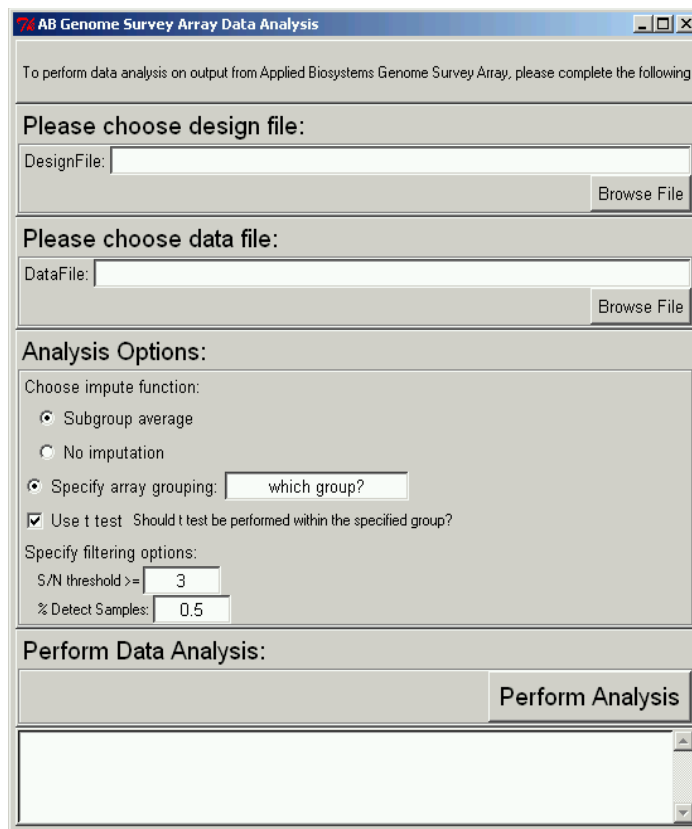 AB Genome Survey Array Data Analysis
To perform data analysis on output from Applied Biosystems Genome Survey Array, please complete the following
Please choose design file:
DesignFile:
Browse File
Please choose data file:
DataFile:
Browse File
Analysis Options:
Choose impute function:
Subgroup average
No imputation
Specify array grouping: which group?
Use t test Should t test be performed within the specified group?
Specify filtering options:
S/N threshold >= 3
% Detect Samples: 0.5
Perform Data Analysis:
Perform Analysis